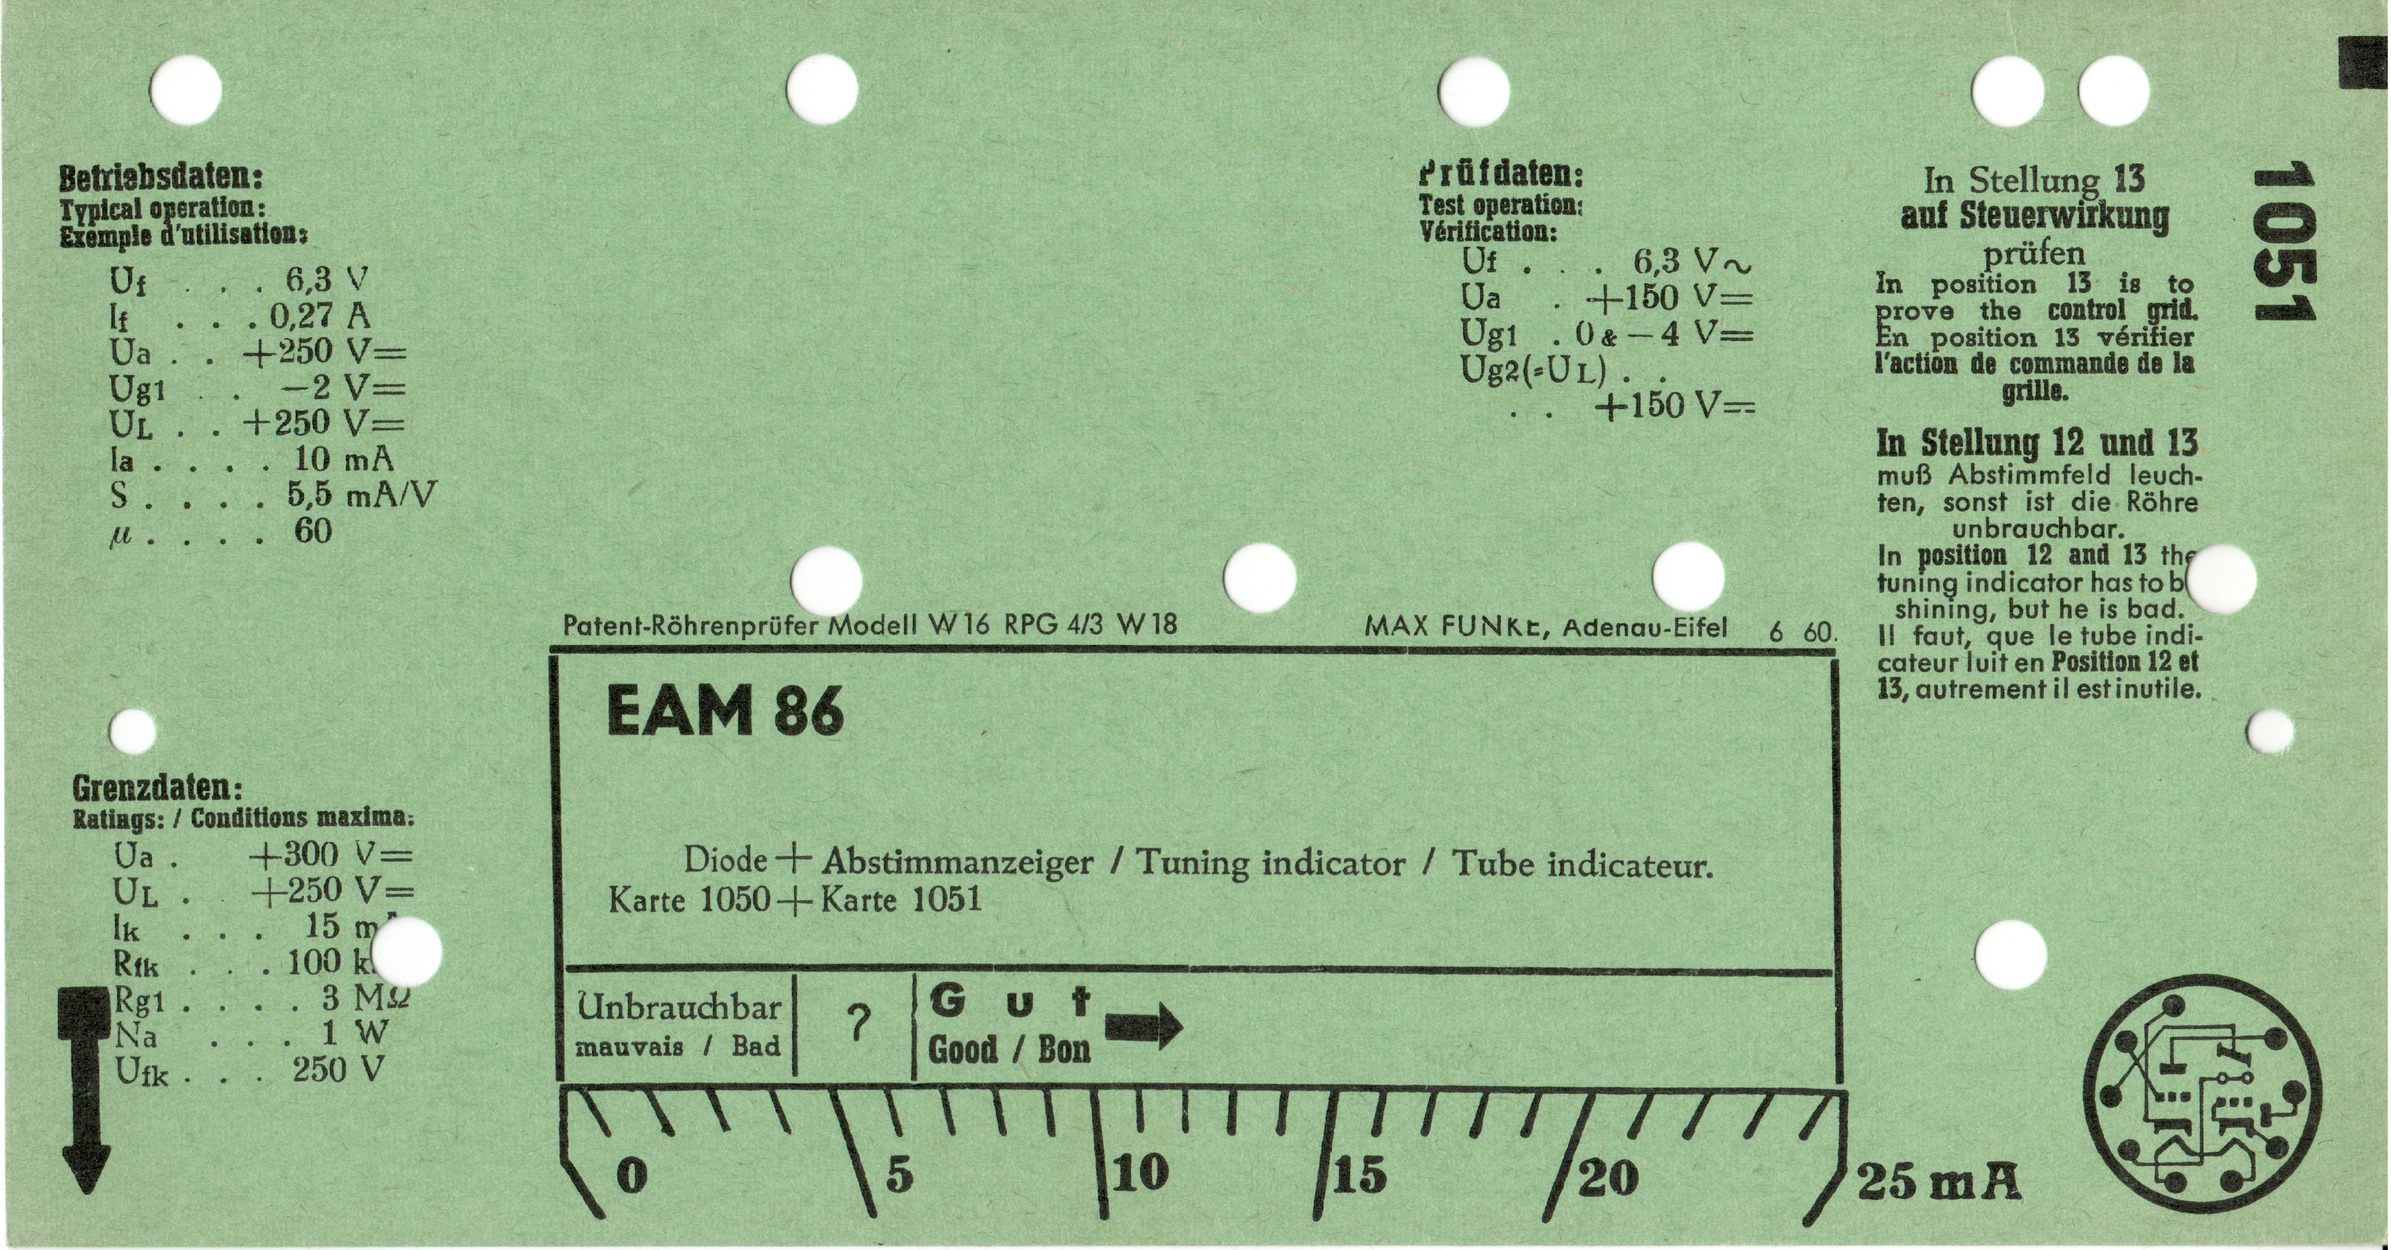 Betriebsdaten:
Typical operation:
Exemple d'utilisation:
Uf . . . 6,3 V
If . . . 0,27 A
Ua . . +250 V=
Ug1 . . −2 V=
UL . . +250 V=
Ia . . . . 10 mA
S . . . . 5,5 mA/V
µ . . . . 60
Prüfdaten:
Test operation:
Vérification:
Uf . . . 6,3 V~
Ua . +150 V=
Ug1 . 0 & −4 V=
Ug2(=UL) . .
. . +150 V=
In Stellung 13
auf Steuerwirkung
prüfen
In position 13 is to
prove the control grid.
En position 13 vérifier
l'action de commande de la
grille.
In Stellung 12 und 13
muß Abstimmfeld leuch-
ten, sonst ist die Röhre
unbrauchbar.
In position 12 and 13 the
tuning indicator has to b
shining, but he is bad.
Il faut, que le tube indi-
cateur luit en Position 12 et
13, autrement il est inutile.
1051
Patent-Röhrenprüfer Modell W 16 RPG 4/3 W 18 MAX FUNKE, Adenau-Eifel 6 60.
EAM 86
Diode + Abstimmanzeiger / Tuning indicator / Tube indicateur.
Karte 1050 + Karte 1051
Unbrauchbar
mauvais / Bad
?
Gut
Good / Bon
0 5 10 15 20 25 mA
Grenzdaten:
Ratings: / Conditions maxima:
Ua . +300 V=
UL . +250 V=
Ik . . . 15 m
Rfk . . . 100 k
Rg1 . . . . 3 MΩ
Na . . . 1 W
Ufk . . . 250 V